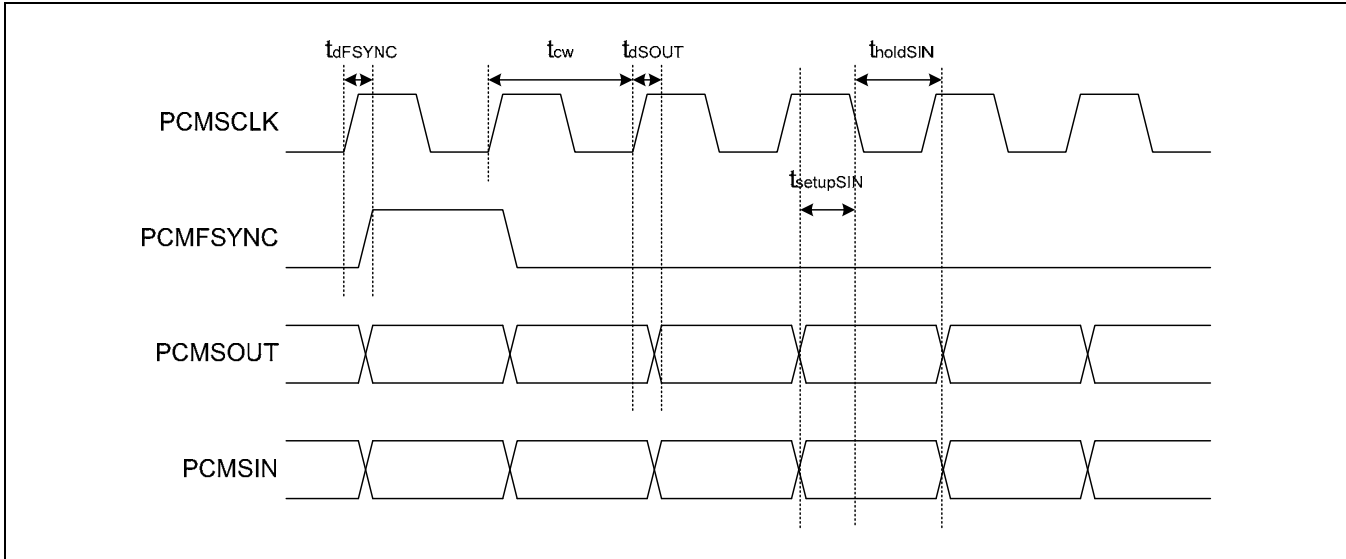 tdFSYNC
tcw
tdSOUT
tholdSIN
PCMSCLK
tsetupSIN
PCMFSYNC
PCMSOUT
PCMSIN